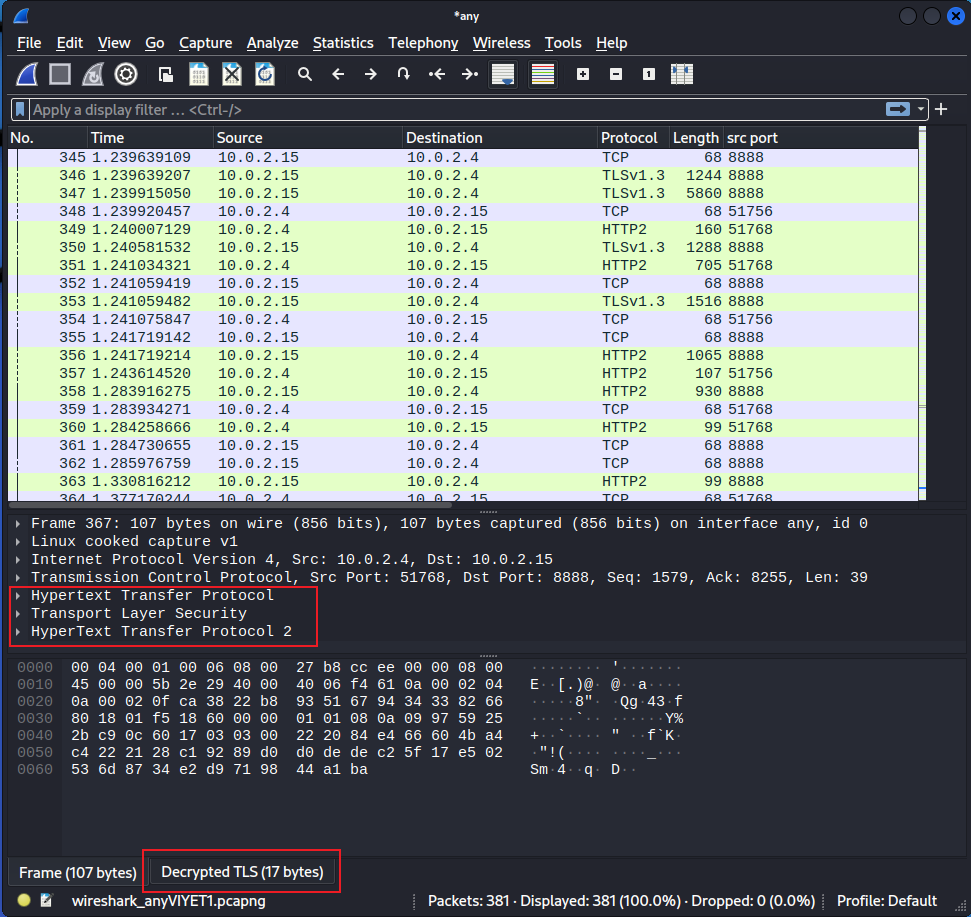 *any
File Edit View Go Capture Analyze Statistics Telephony Wireless Tools Help
Apply a display filter … <Ctrl-/>
No. Time Source Destination Protocol Length src port
345 1.239639109 10.0.2.15 10.0.2.4 TCP 68 8888
346 1.239639207 10.0.2.15 10.0.2.4 TLSv1.3 1244 8888
347 1.239915050 10.0.2.15 10.0.2.4 TLSv1.3 5860 8888
348 1.239920457 10.0.2.4 10.0.2.15 TCP 68 51756
349 1.240007129 10.0.2.4 10.0.2.15 HTTP2 160 51768
350 1.240581532 10.0.2.15 10.0.2.4 TLSv1.3 1288 8888
351 1.241034321 10.0.2.4 10.0.2.15 HTTP2 705 51768
352 1.241059419 10.0.2.15 10.0.2.4 TCP 68 8888
353 1.241059482 10.0.2.15 10.0.2.4 TLSv1.3 1516 8888
354 1.241075847 10.0.2.4 10.0.2.15 TCP 68 51756
355 1.241719142 10.0.2.15 10.0.2.4 TCP 68 8888
356 1.241719214 10.0.2.15 10.0.2.4 HTTP2 1065 8888
357 1.243614520 10.0.2.4 10.0.2.15 HTTP2 107 51756
358 1.283916275 10.0.2.15 10.0.2.4 HTTP2 930 8888
359 1.283934271 10.0.2.4 10.0.2.15 TCP 68 51768
360 1.284258666 10.0.2.4 10.0.2.15 HTTP2 99 51768
361 1.284730655 10.0.2.15 10.0.2.4 TCP 68 8888
362 1.285976759 10.0.2.15 10.0.2.4 TCP 68 8888
363 1.330816212 10.0.2.15 10.0.2.4 HTTP2 99 8888
364 1.377170244 10.0.2.4 10.0.2.15 TCP 68 51768
Frame 367: 107 bytes on wire (856 bits), 107 bytes captured (856 bits) on interface any, id 0
Linux cooked capture v1
Internet Protocol Version 4, Src: 10.0.2.4, Dst: 10.0.2.15
Transmission Control Protocol, Src Port: 51768, Dst Port: 8888, Seq: 1579, Ack: 8255, Len: 39
Hypertext Transfer Protocol
Transport Layer Security
HyperText Transfer Protocol 2
0000 00 04 00 01 00 06 08 00 27 b8 cc ee 00 00 08 00 ········ '·······
0010 45 00 00 5b 2e 29 40 00 40 06 f4 61 0a 00 02 04 E··[.)@· @··a····
0020 0a 00 02 0f ca 38 22 b8 93 51 67 94 34 33 82 66 ·····8"· ·Qg·43·f
0030 80 18 01 f5 18 60 00 00 01 01 08 0a 09 97 59 25 ·····`·· ······Y%
0040 2b c9 0c 60 17 03 03 00 22 20 84 e4 66 60 4b a4 +··`···· " ··f`K·
0050 c4 22 21 28 c1 92 89 d0 d0 de de c2 5f 17 e5 02 ·"!(···· ····_···
0060 53 6d 87 34 e2 d9 71 98 44 a1 ba Sm·4··q· D··
Frame (107 bytes) Decrypted TLS (17 bytes)
wireshark_anyVIYET1.pcapng Packets: 381 · Displayed: 381 (100.0%) · Dropped: 0 (0.0%) Profile: Default